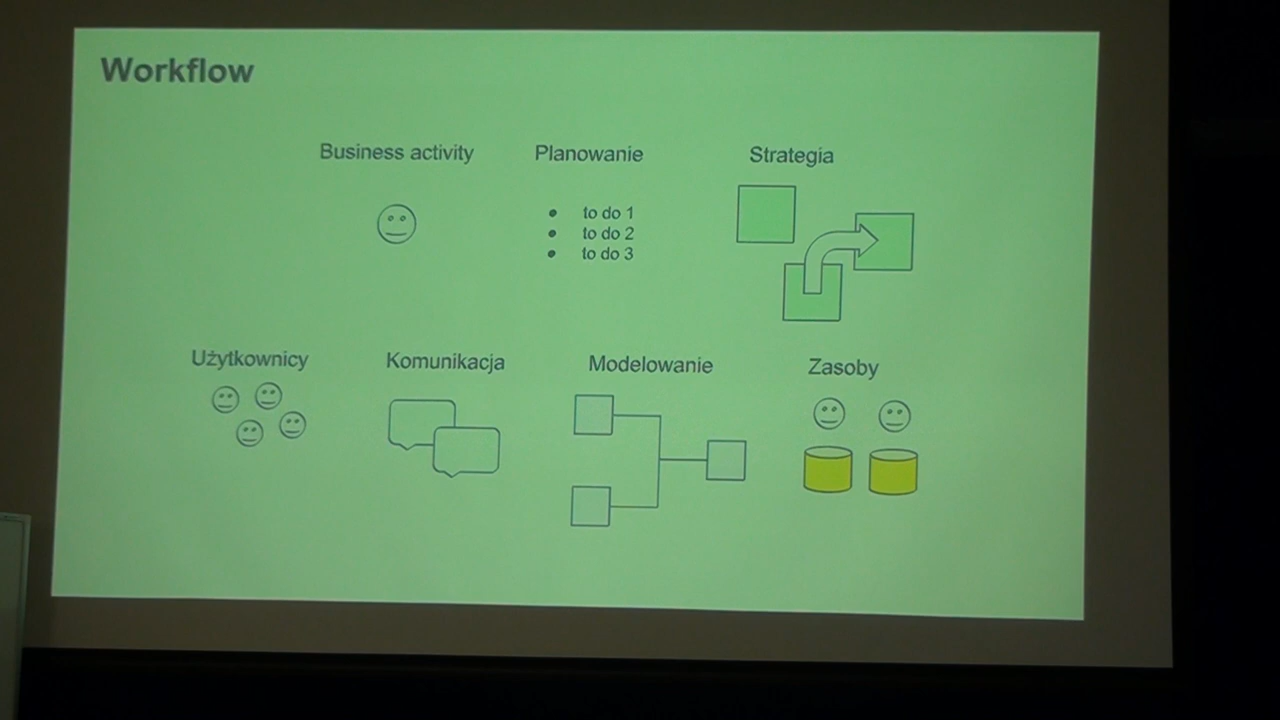 Workflow
Business activity
Planowanie
Strategia
to do 1
to do 2
to do 3
Użytkownicy
Komunikacja
Modelowanie
Zasoby